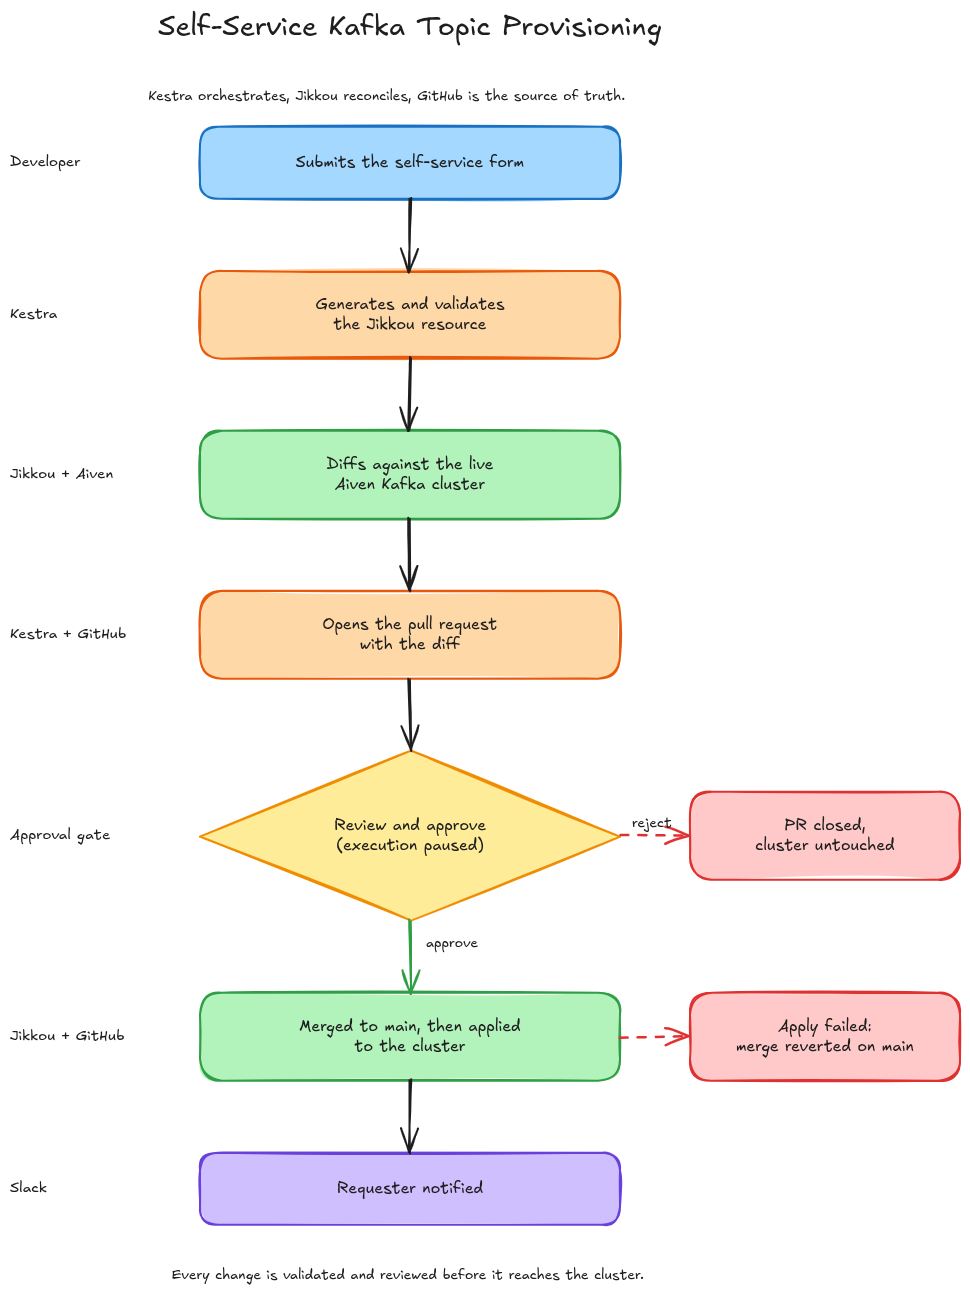 Self-Service Kafka Topic Provisioning
Kestra orchestrates, Jikkou reconciles, GitHub is the source of truth.
Developer
Submits the self-service form
Kestra
Generates and validates
the Jikkou resource
Jikkou + Aiven
Diffs against the live
Aiven Kafka cluster
Kestra + GitHub
Opens the pull request
with the diff
Approval gate
Review and approve
(execution paused)
reject
PR closed,
cluster untouched
approve
Jikkou + GitHub
Merged to main, then applied
to the cluster
Apply failed:
merge reverted on main
Slack
Requester notified
Every change is validated and reviewed before it reaches the cluster.